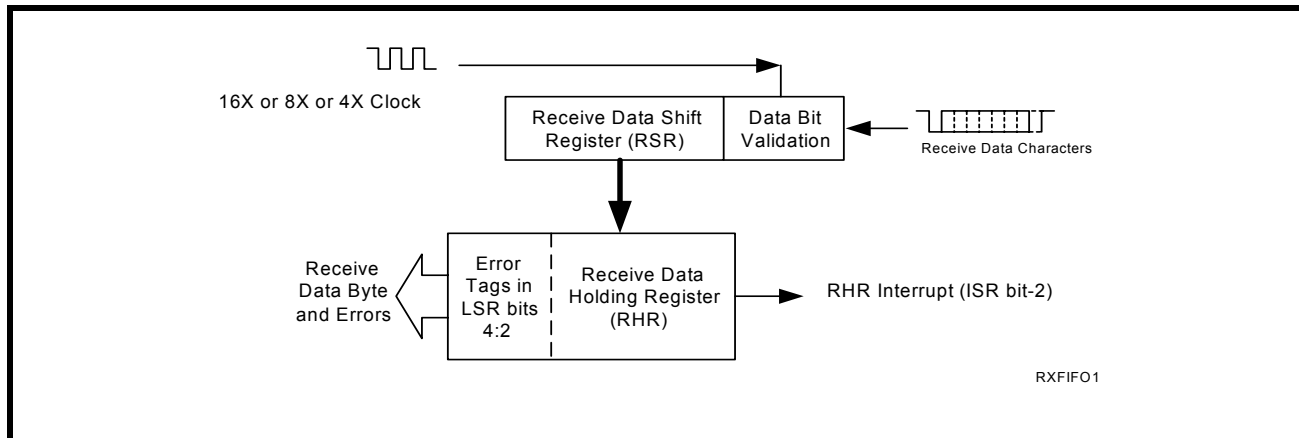 16X or 8X or 4X Clock
Receive Data Shift
Register (RSR)
Data Bit
Validation
Receive Data Characters
Receive
Data Byte
and Errors
Error
Tags in
LSR bits
4:2
Receive Data
Holding Register
(RHR)
RHR Interrupt (ISR bit-2)
RXFIFO1